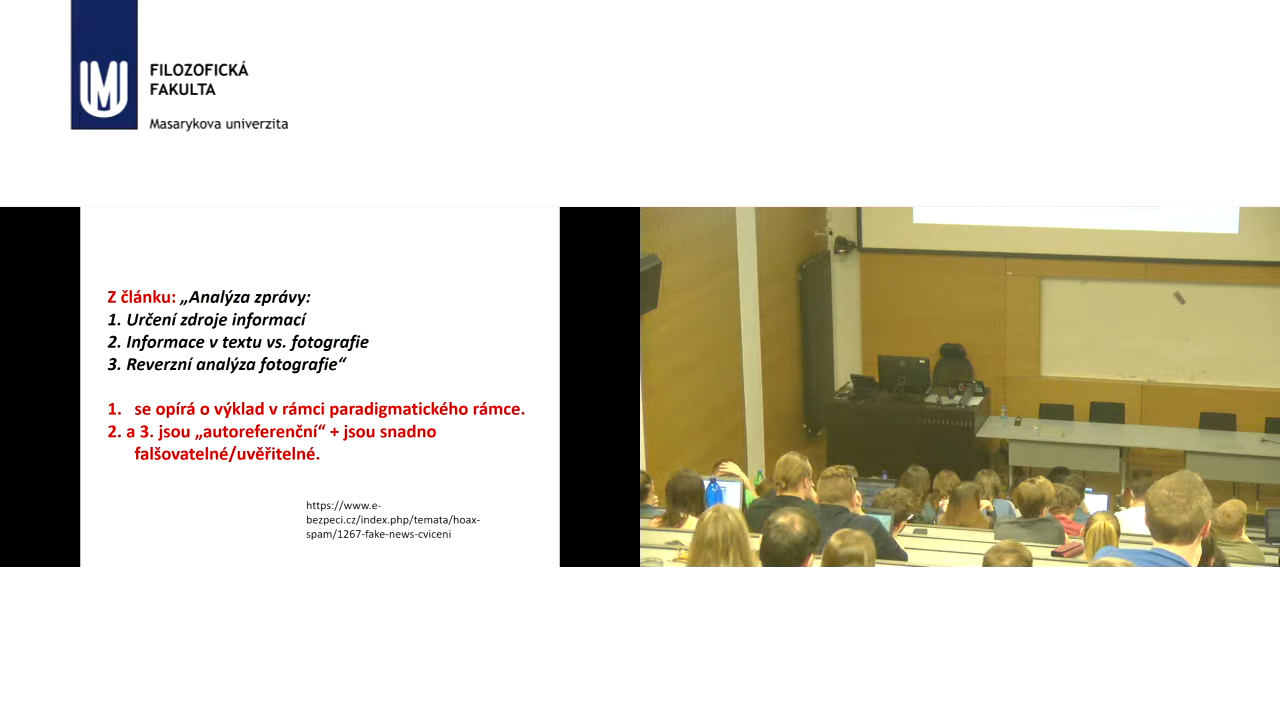 FILOZOFICKÁ
FAKULTA
Masarykova univerzita
Z článku: „Analýza zprávy:
1. Určení zdroje informací
2. Informace v textu vs. fotografie
3. Reverzní analýza fotografie“
1. se opírá o výklad v rámci paradigmatického rámce.
2. a 3. jsou „autoreferenční“ + jsou snadno
falšovatelné/uvěřitelné.
https://www.e-
bezpeci.cz/index.php/temata/hoax-
spam/1267-fake-news-cviceni